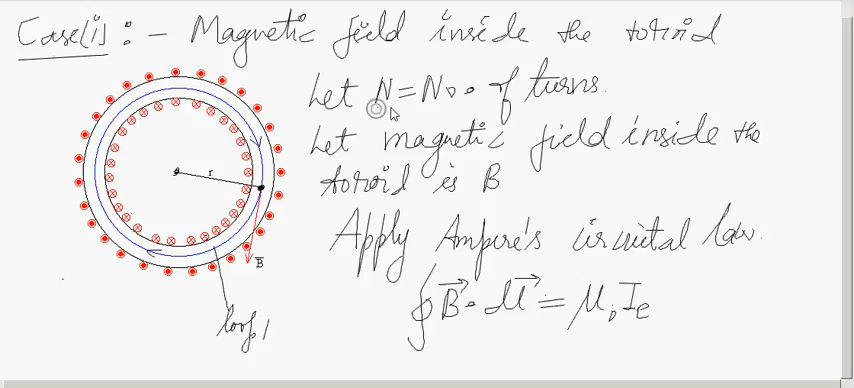 Case(i) :- Magnetic field inside the toroid
Let N = No. of turns.
Let magnetic field inside the
toroid is B
Apply Ampere's circuital law.
∮B⃗ · dl⃗ = μ₀Iₑ
r
B⃗
loop 1